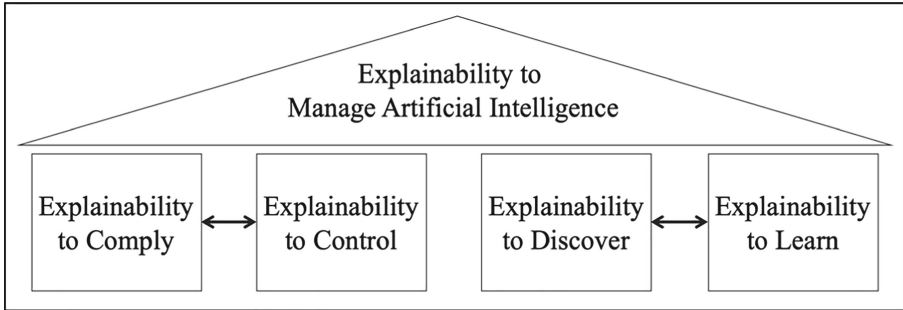 Explainability to
Manage Artificial Intelligence
Explainability
to Comply
Explainability
to Control
Explainability
to Discover
Explainability
to Learn